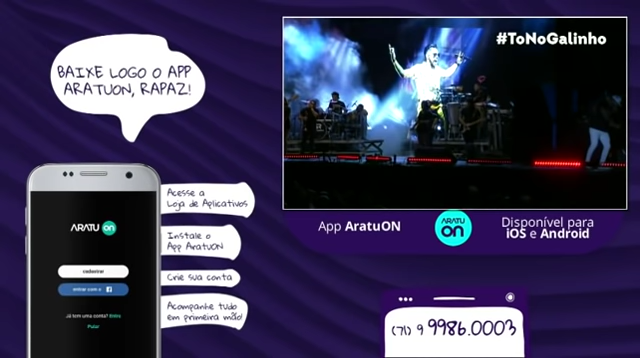 BAIXE LOGO O APP
ARATUON, RAPAZ!
#ToNoGalinho
Acesse a
Loja de Aplicativos
Instale o
App AratuON
Crie sua conta
Acompanhe tudo
em primeira mão!
ARATU ON
cadastrar
entrar com o f
Já tem uma conta? Entre
Pular
App AratuON
ARATU ON
Disponível para
iOS e Android
(71) 9 9986.0003